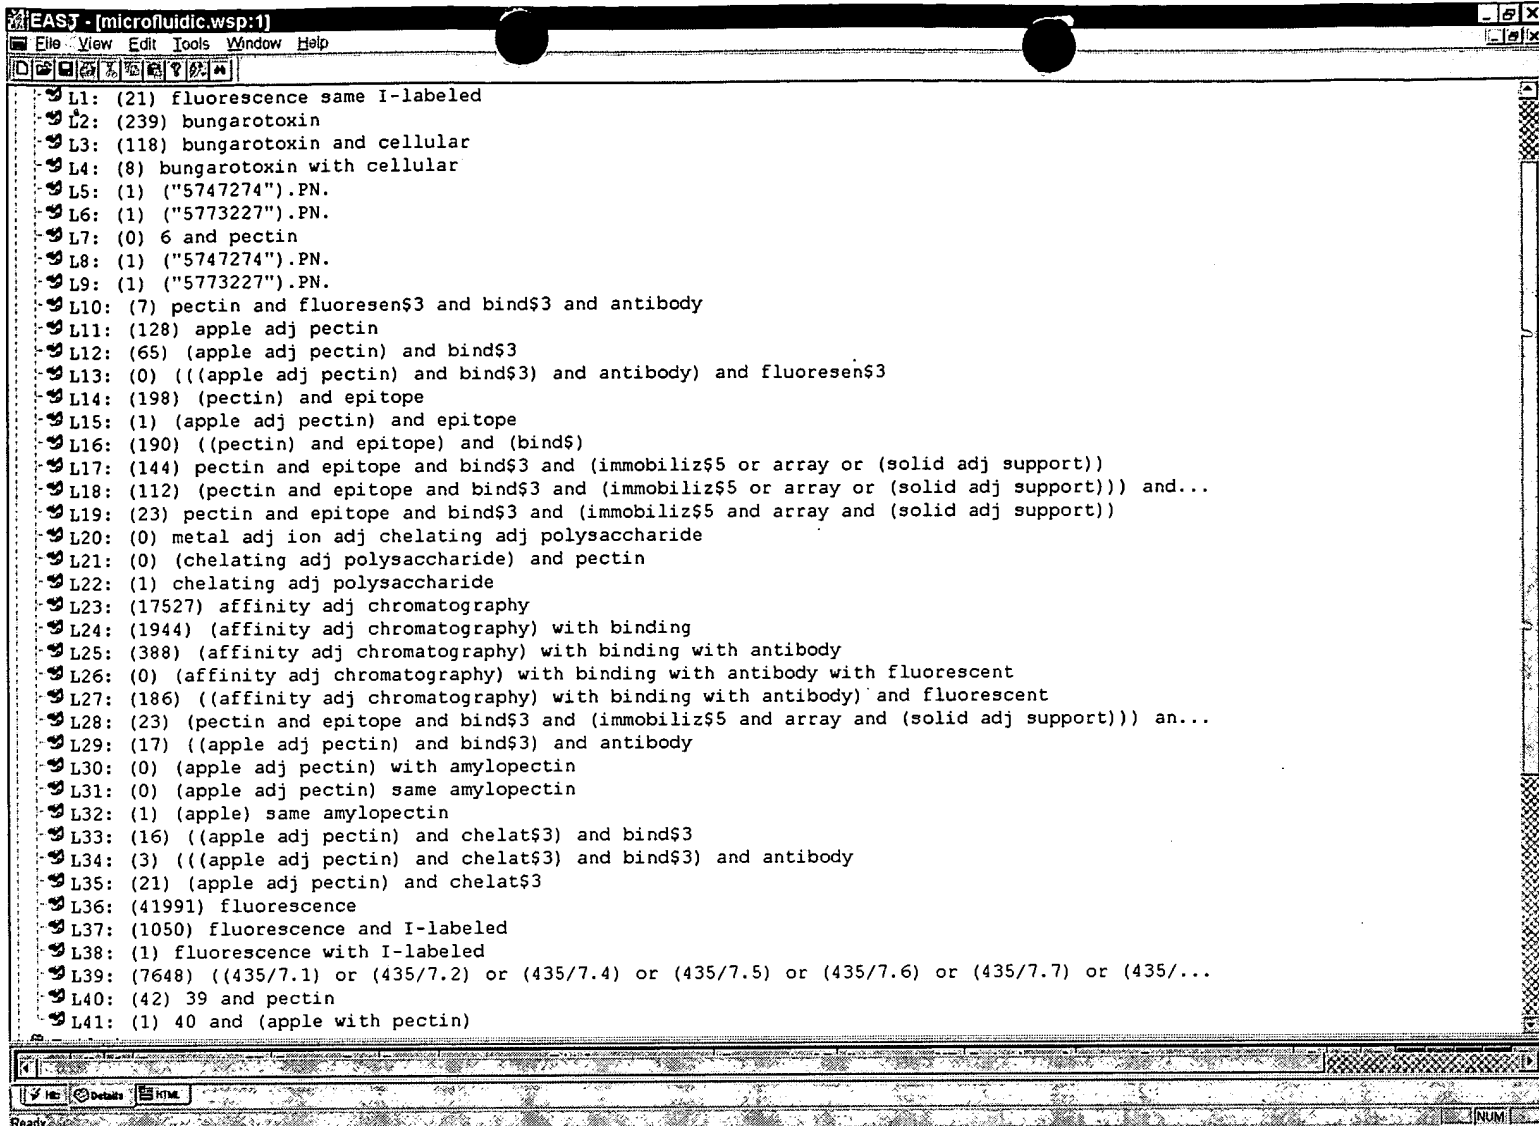 EAST - [microfluidic.wsp:1]
File View Edit Tools Window Help
L1: (21) fluorescence same I-labeled
L2: (239) bungarotoxin
L3: (118) bungarotoxin and cellular
L4: (8) bungarotoxin with cellular
L5: (1) ("5747274").PN.
L6: (1) ("5773227").PN.
L7: (0) 6 and pectin
L8: (1) ("5747274").PN.
L9: (1) ("5773227").PN.
L10: (7) pectin and fluoresen$3 and bind$3 and antibody
L11: (128) apple adj pectin
L12: (65) (apple adj pectin) and bind$3
L13: (0) (((apple adj pectin) and bind$3) and antibody) and fluoresen$3
L14: (198) (pectin) and epitope
L15: (1) (apple adj pectin) and epitope
L16: (190) ((pectin) and epitope) and (bind$)
L17: (144) pectin and epitope and bind$3 and (immobiliz$5 or array or (solid adj support))
L18: (112) (pectin and epitope and bind$3 and (immobiliz$5 or array or (solid adj support))) and...
L19: (23) pectin and epitope and bind$3 and (immobiliz$5 and array and (solid adj support))
L20: (0) metal adj ion adj chelating adj polysaccharide
L21: (0) (chelating adj polysaccharide) and pectin
L22: (1) chelating adj polysaccharide
L23: (17527) affinity adj chromatography
L24: (1944) (affinity adj chromatography) with binding
L25: (388) (affinity adj chromatography) with binding with antibody
L26: (0) (affinity adj chromatography) with binding with antibody with fluorescent
L27: (186) ((affinity adj chromatography) with binding with antibody) and fluorescent
L28: (23) (pectin and epitope and bind$3 and (immobiliz$5 and array and (solid adj support))) an...
L29: (17) ((apple adj pectin) and bind$3) and antibody
L30: (0) (apple adj pectin) with amylopectin
L31: (0) (apple adj pectin) same amylopectin
L32: (1) (apple) same amylopectin
L33: (16) ((apple adj pectin) and chelat$3) and bind$3
L34: (3) (((apple adj pectin) and chelat$3) and bind$3) and antibody
L35: (21) (apple adj pectin) and chelat$3
L36: (41991) fluorescence
L37: (1050) fluorescence and I-labeled
L38: (1) fluorescence with I-labeled
L39: (7648) ((435/7.1) or (435/7.2) or (435/7.4) or (435/7.5) or (435/7.6) or (435/7.7) or (435/...
L40: (42) 39 and pectin
L41: (1) 40 and (apple with pectin)
Details HTML
Ready NUM